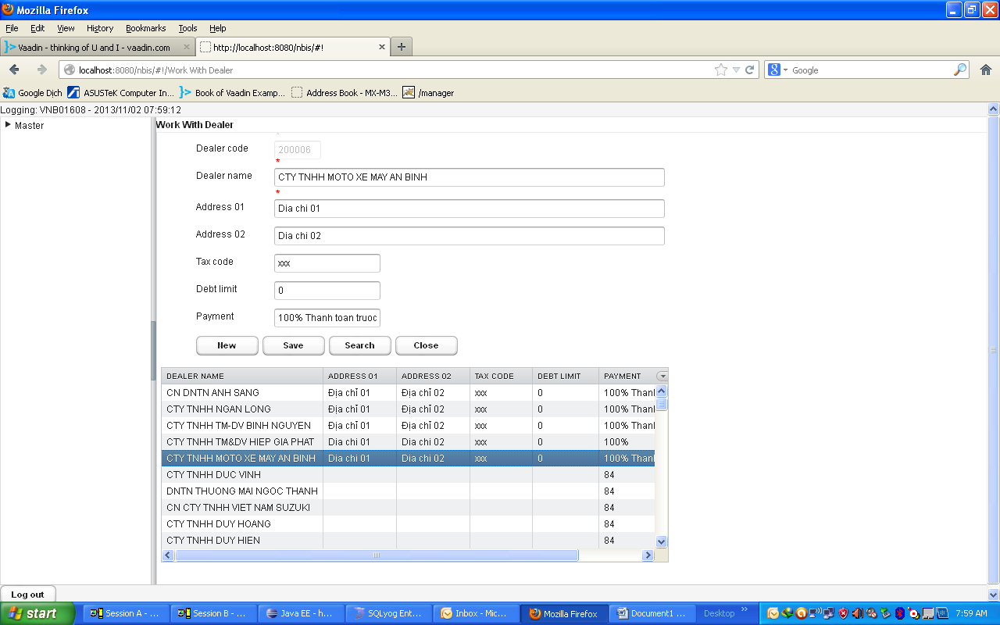 Mozilla Firefox
File Edit View History Bookmarks Tools Help
Vaadin - thinking of U and I - vaadin.com http://localhost:8080/nbis/#!
localhost:8080/nbis/#!/Work With Dealer Google
Google Dịch ASUSTeK Computer In... Book of Vaadin Examp... Address Book - MX-M3... /manager
Logging: VNB01608 - 2013/11/02 07:59:12
Master
Work With Dealer
Dealer code 200006
*
Dealer name CTY TNHH MOTO XE MAY AN BINH
*
Address 01 Dia chi 01
Address 02 Dia chi 02
Tax code xxx
Debt limit 0
Payment 100% Thanh toan truoc
New Save Search Close
DEALER NAME ADDRESS 01 ADDRESS 02 TAX CODE DEBT LIMIT PAYMENT
CN DNTN ANH SANG Địa chỉ 01 Địa chỉ 02 xxx 0 100% Thanh
CTY TNHH NGAN LONG Địa chỉ 01 Địa chỉ 02 xxx 0 100% Thanh
CTY TNHH TM-DV BINH NGUYEN Địa chỉ 01 Địa chỉ 02 xxx 0 100% Thanh
CTY TNHH TM&DV HIEP GIA PHAT Dia chi 01 Dia chi 02 xxx 0 100%
CTY TNHH MOTO XE MAY AN BINH Dia chi 01 Dia chi 02 xxx 0 100% Thanh
CTY TNHH DUC VINH 84
DNTN THUONG MAI NGOC THANH 84
CN CTY TNHH VIET NAM SUZUKI 84
CTY TNHH DUY HOANG 84
CTY TNHH DUY HIEN 84
Log out
start Session A - ... Session B - ... Java EE - h... SQLyog Ent... Inbox - Mic... Mozilla Firefox Document1 ... Desktop » 7:59 AM